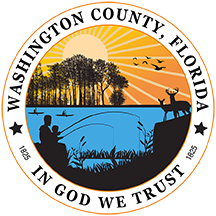 WASHINGTON COUNTY, FLORIDA
1825 1825
IN GOD WE TRUST